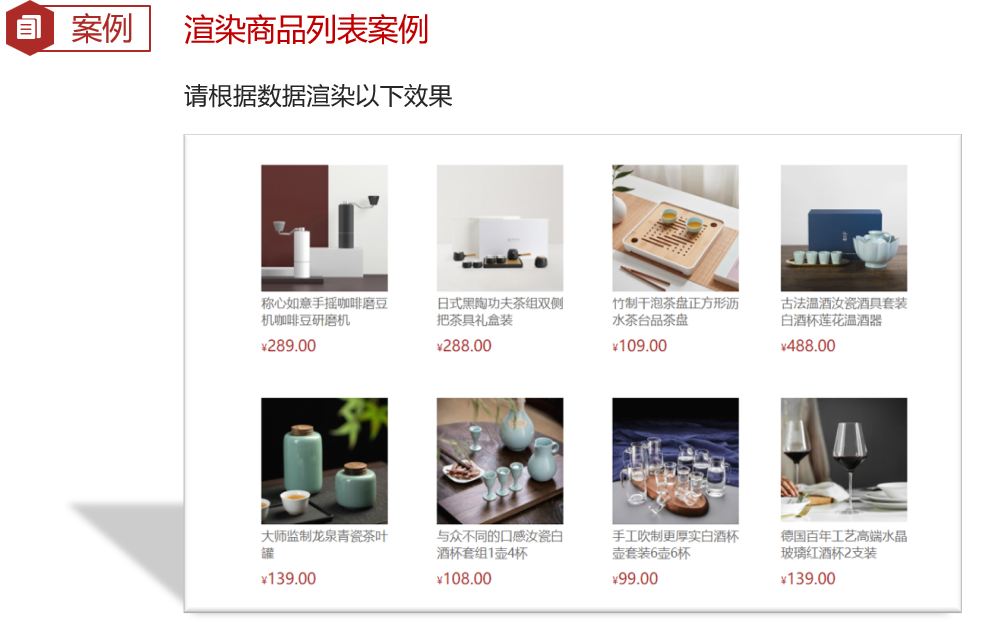 案例
渲染商品列表案例
请根据数据渲染以下效果
称心如意手摇咖啡磨豆
机咖啡豆研磨机
¥289.00
日式黑陶功夫茶组双侧
把茶具礼盒装
¥288.00
竹制干泡茶盘正方形沥
水茶台品茶盘
¥109.00
古法温酒汝瓷酒具套装
白酒杯莲花温酒器
¥488.00
大师监制龙泉青瓷茶叶
罐
¥139.00
与众不同的口感汝瓷白
酒杯套组1壶4杯
¥108.00
手工吹制更厚实白酒杯
壶套装6壶6杯
¥99.00
德国百年工艺高端水晶
玻璃红酒杯2支装
¥139.00